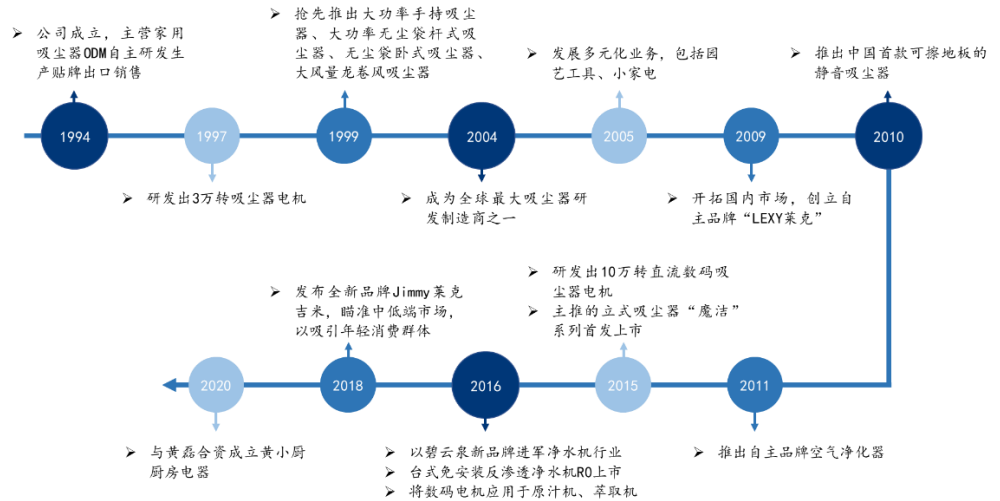 公司成立，主营家用
吸尘器ODM自主研发生
产贴牌出口销售
1994
1997
研发出3万转吸尘器电机
抢先推出大功率手持吸尘
器、大功率无尘袋杆式吸
尘器、无尘袋卧式吸尘器、
大风量龙卷风吸尘器
1999
2004
成为全球最大吸尘器研
发制造商之一
发展多元化业务，包括园
艺工具、小家电
2005
2009
开拓国内市场，创立自
主品牌“LEXY莱克”
推出中国首款可擦地板的
静音吸尘器
2010
2011
推出自主品牌空气净化器
研发出10万转直流数码吸
尘器电机
主推的立式吸尘器“魔洁”
系列首发上市
2015
2016
以碧云泉新品牌进军净水机行业
台式免安装反渗透净水机RO上市
将数码电机应用于原汁机、萃取机
发布全新品牌Jimmy莱克
吉米，瞄准中低端市场，
以吸引年轻消费群体
2018
2020
与黄磊合资成立黄小厨
厨房电器